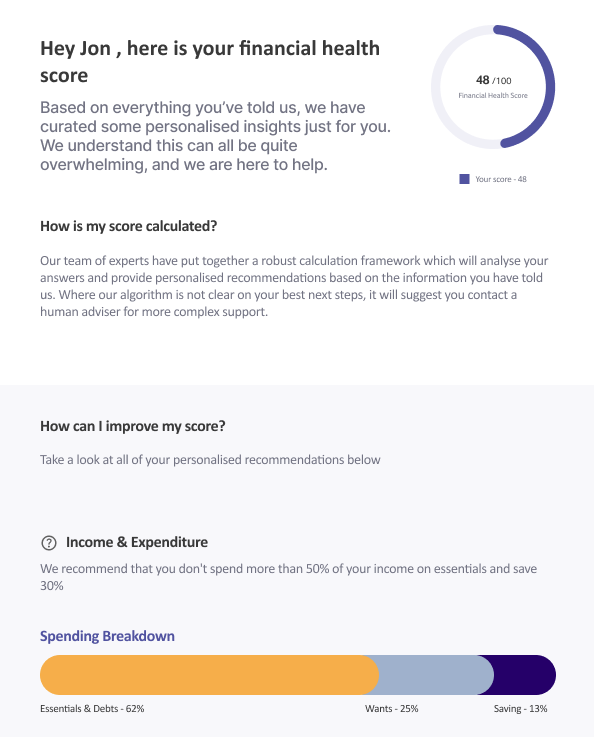 Hey Jon , here is your financial health
score
Based on everything you've told us, we have
curated some personalised insights just for you.
We understand this can all be quite
overwhelming, and we are here to help.
48 /100
Financial Health Score
Your score - 48
How is my score calculated?
Our team of experts have put together a robust calculation framework which will analyse your
answers and provide personalised recommendations based on the information you have told
us. Where our algorithm is not clear on your best next steps, it will suggest you contact a
human adviser for more complex support.
How can I improve my score?
Take a look at all of your personalised recommendations below
Income & Expenditure
We recommend that you don't spend more than 50% of your income on essentials and save
30%
Spending Breakdown
Essentials & Debts - 62%
Wants - 25%
Saving - 13%